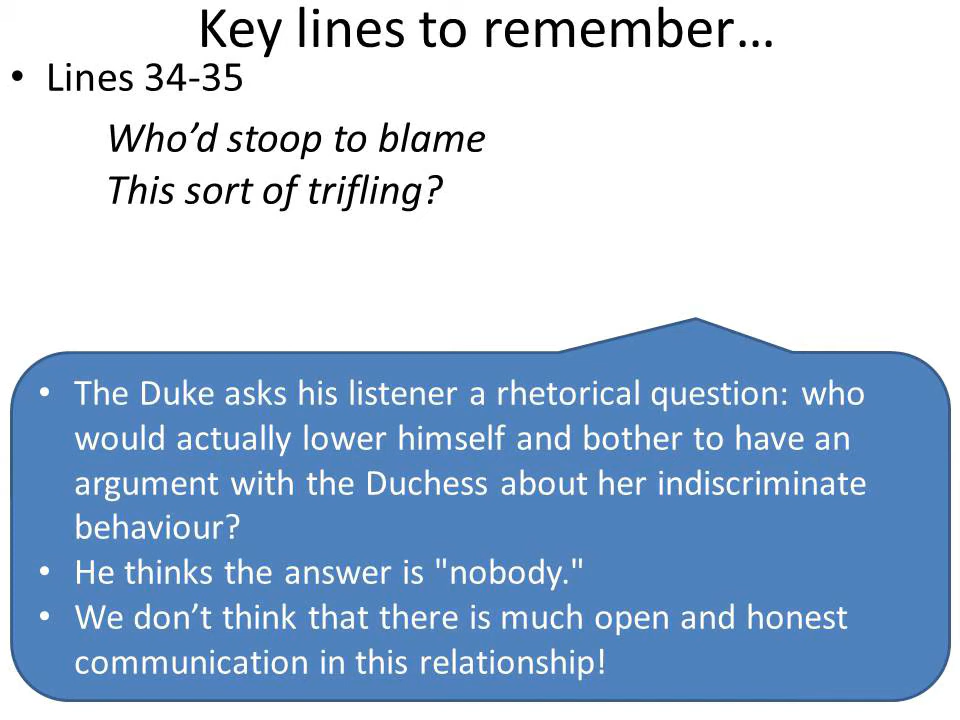 Key lines to remember…
• Lines 34-35
Who’d stoop to blame
This sort of trifling?
• The Duke asks his listener a rhetorical question: who
would actually lower himself and bother to have an
argument with the Duchess about her indiscriminate
behaviour?
• He thinks the answer is "nobody."
• We don’t think that there is much open and honest
communication in this relationship!